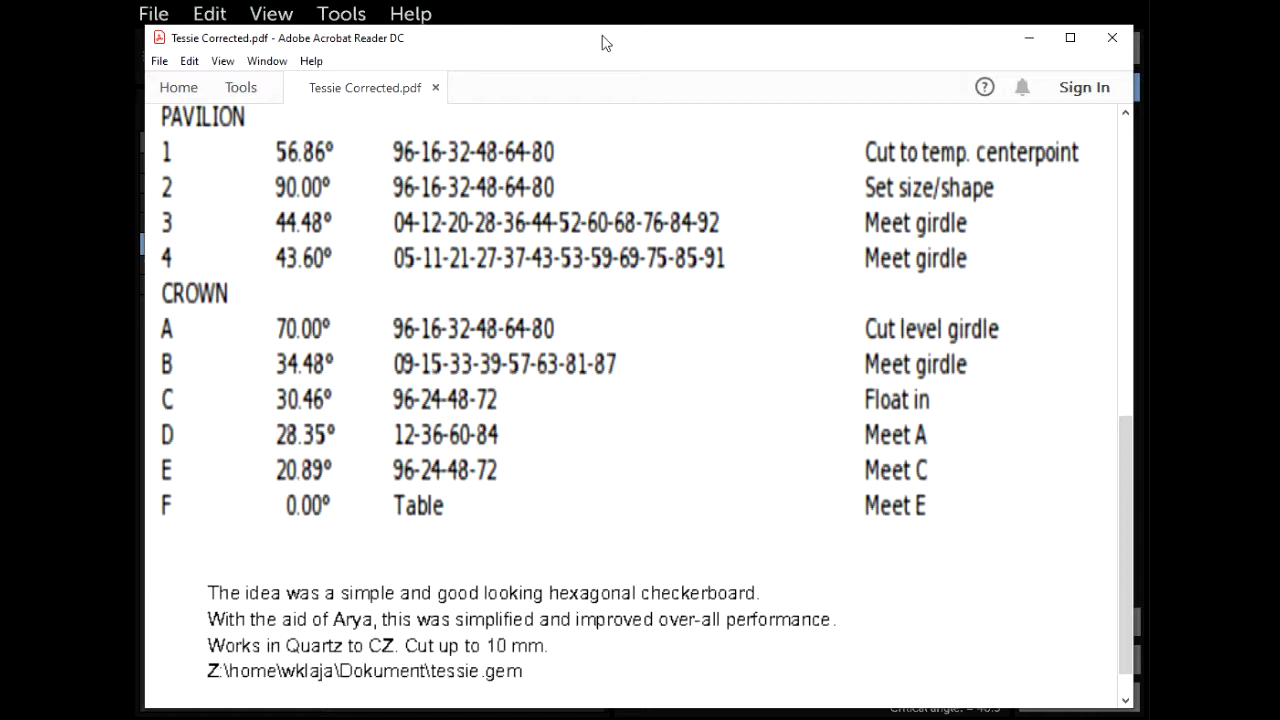 File Edit View Tools Help
Tessie Corrected.pdf - Adobe Acrobat Reader DC
File Edit View Window Help
Home Tools Tessie Corrected.pdf × ? Sign In
PAVILION
1 56.86° 96-16-32-48-64-80 Cut to temp. centerpoint
2 90.00° 96-16-32-48-64-80 Set size/shape
3 44.48° 04-12-20-28-36-44-52-60-68-76-84-92 Meet girdle
4 43.60° 05-11-21-27-37-43-53-59-69-75-85-91 Meet girdle
CROWN
A 70.00° 96-16-32-48-64-80 Cut level girdle
B 34.48° 09-15-33-39-57-63-81-87 Meet girdle
C 30.46° 96-24-48-72 Float in
D 28.35° 12-36-60-84 Meet A
E 20.89° 96-24-48-72 Meet C
F 0.00° Table Meet E
The idea was a simple and good looking hexagonal checkerboard.
With the aid of Arya, this was simplified and improved over-all performance.
Works in Quartz to CZ. Cut up to 10 mm.
Z:\home\wklaja\Dokument\tessie.gem